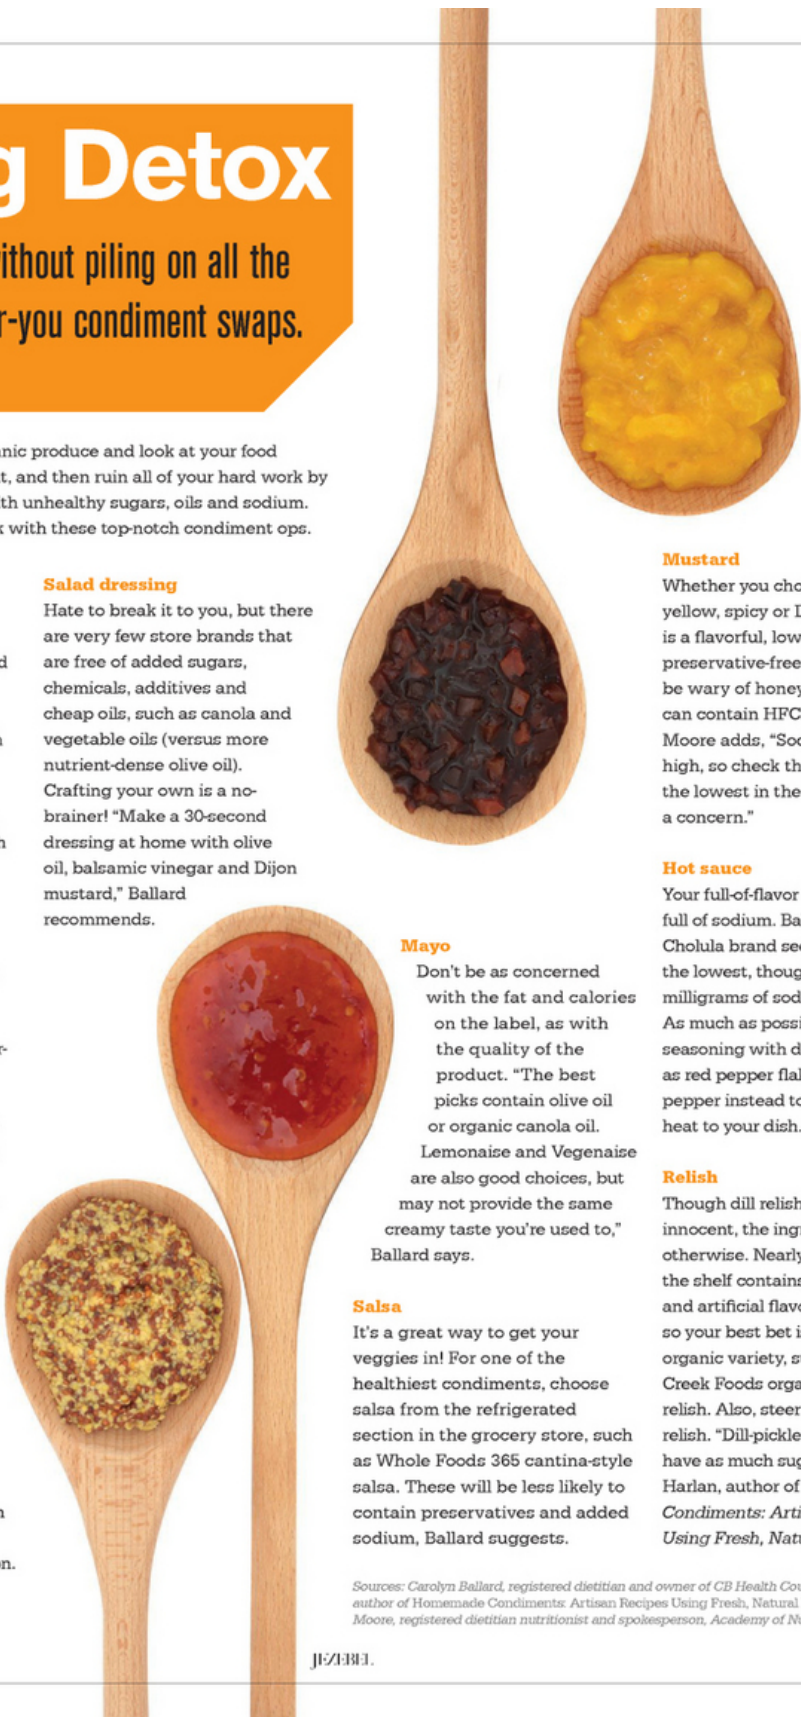 g Detox
ithout piling on all the
r-you condiment swaps.
nic produce and look at your food
t, and then ruin all of your hard work by
th unhealthy sugars, oils and sodium.
k with these top-notch condiment ops.
Salad dressing
Hate to break it to you, but there
are very few store brands that
are free of added sugars,
chemicals, additives and
cheap oils, such as canola and
vegetable oils (versus more
nutrient-dense olive oil).
Crafting your own is a no-
brainer! “Make a 30-second
dressing at home with olive
oil, balsamic vinegar and Dijon
mustard,” Ballard
recommends.
Mayo
Don't be as concerned
with the fat and calories
on the label, as with
the quality of the
product. “The best
picks contain olive oil
or organic canola oil.
Lemonaise and Vegenaise
are also good choices, but
may not provide the same
creamy taste you're used to,”
Ballard says.
Salsa
It's a great way to get your
veggies in! For one of the
healthiest condiments, choose
salsa from the refrigerated
section in the grocery store, such
as Whole Foods 365 cantina-style
salsa. These will be less likely to
contain preservatives and added
sodium, Ballard suggests.
Mustard
Whether you cho
yellow, spicy or D
is a flavorful, low
preservative-free
be wary of honey
can contain HFC
Moore adds, “Soc
high, so check th
the lowest in the
a concern.”
Hot sauce
Your full-of-flavor
full of sodium. Ba
Cholula brand see
the lowest, thoug
milligrams of sod
As much as possi
seasoning with d
as red pepper fla
pepper instead to
heat to your dish.
Relish
Though dill relish
innocent, the ing
otherwise. Nearly
the shelf contains
and artificial flavo
so your best bet i
organic variety, s
Creek Foods orga
relish. Also, steer
relish. “Dill-pickle
have as much sug
Harlan, author of
Condiments: Arti
Using Fresh, Natu
Sources: Carolyn Ballard, registered dietitian and owner of CB Health Cou
author of Homemade Condiments: Artisan Recipes Using Fresh, Natural
Moore, registered dietitian nutritionist and spokesperson, Academy of Nu
JEZEBEL